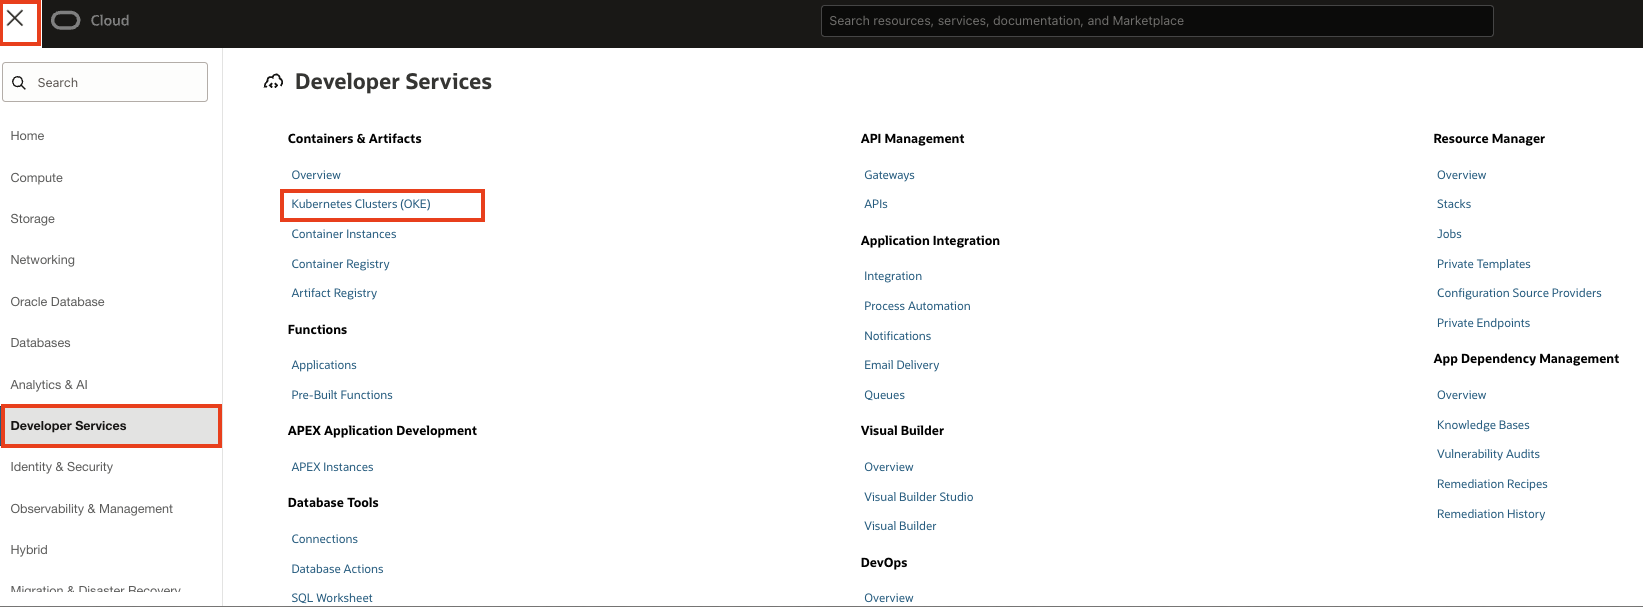 Cloud
Search resources, services, documentation, and Marketplace
Search
Home
Compute
Storage
Networking
Oracle Database
Databases
Analytics & AI
Developer Services
Identity & Security
Observability & Management
Hybrid
Migration & Disaster Recovery
Developer Services
Containers & Artifacts
Overview
Kubernetes Clusters (OKE)
Container Instances
Container Registry
Artifact Registry
Functions
Applications
Pre-Built Functions
APEX Application Development
APEX Instances
Database Tools
Connections
Database Actions
SQL Worksheet
API Management
Gateways
APIs
Application Integration
Integration
Process Automation
Notifications
Email Delivery
Queues
Visual Builder
Overview
Visual Builder Studio
Visual Builder
DevOps
Overview
Resource Manager
Overview
Stacks
Jobs
Private Templates
Configuration Source Providers
Private Endpoints
App Dependency Management
Overview
Knowledge Bases
Vulnerability Audits
Remediation Recipes
Remediation History